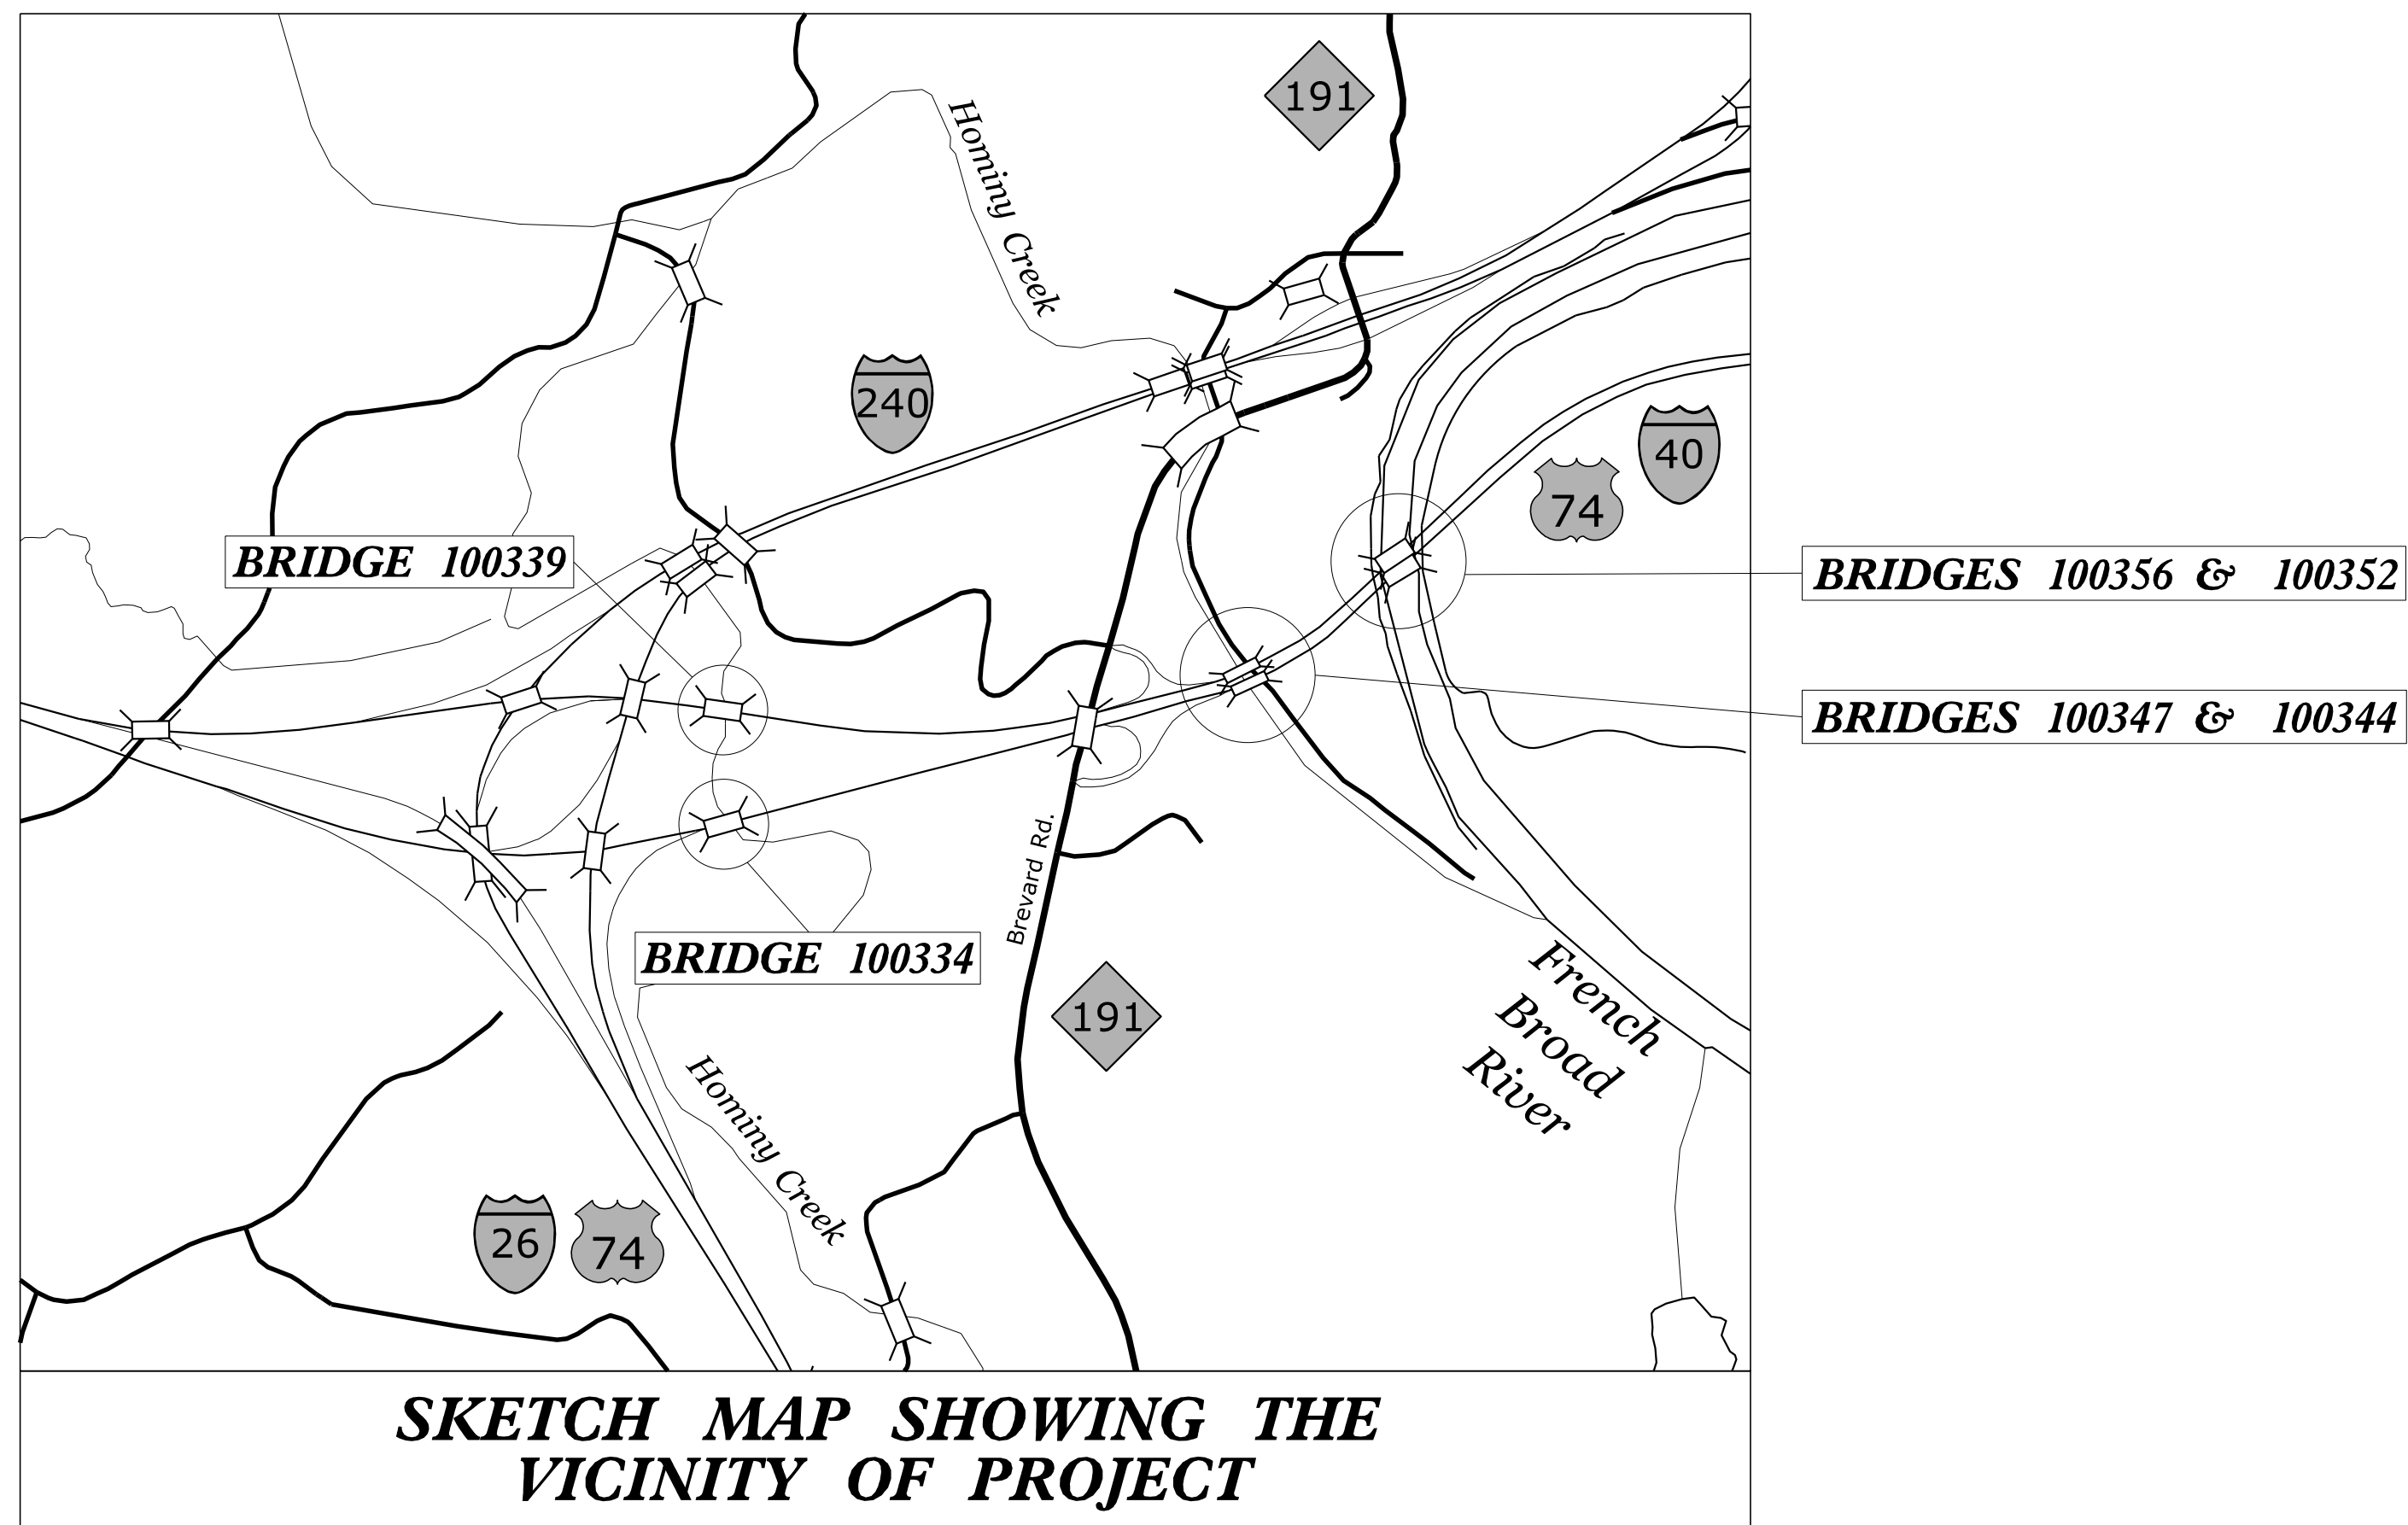 191
Hominy Creek
240
40
74
BRIDGE 100339
BRIDGES 100356 & 100352
BRIDGES 100347 & 100344
Brevard Rd.
BRIDGE 100334
191
French
Broad
River
Hominy Creek
26
74
SKETCH MAP SHOWING THE
VICINITY OF PROJECT